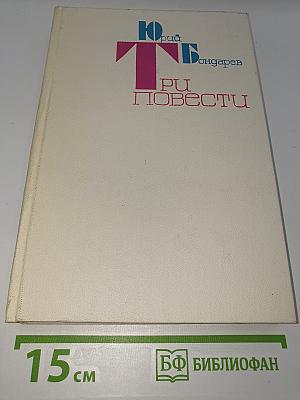 Юрий
Бондарев
Три
повести
15 см
БФ БИБЛИОФАН